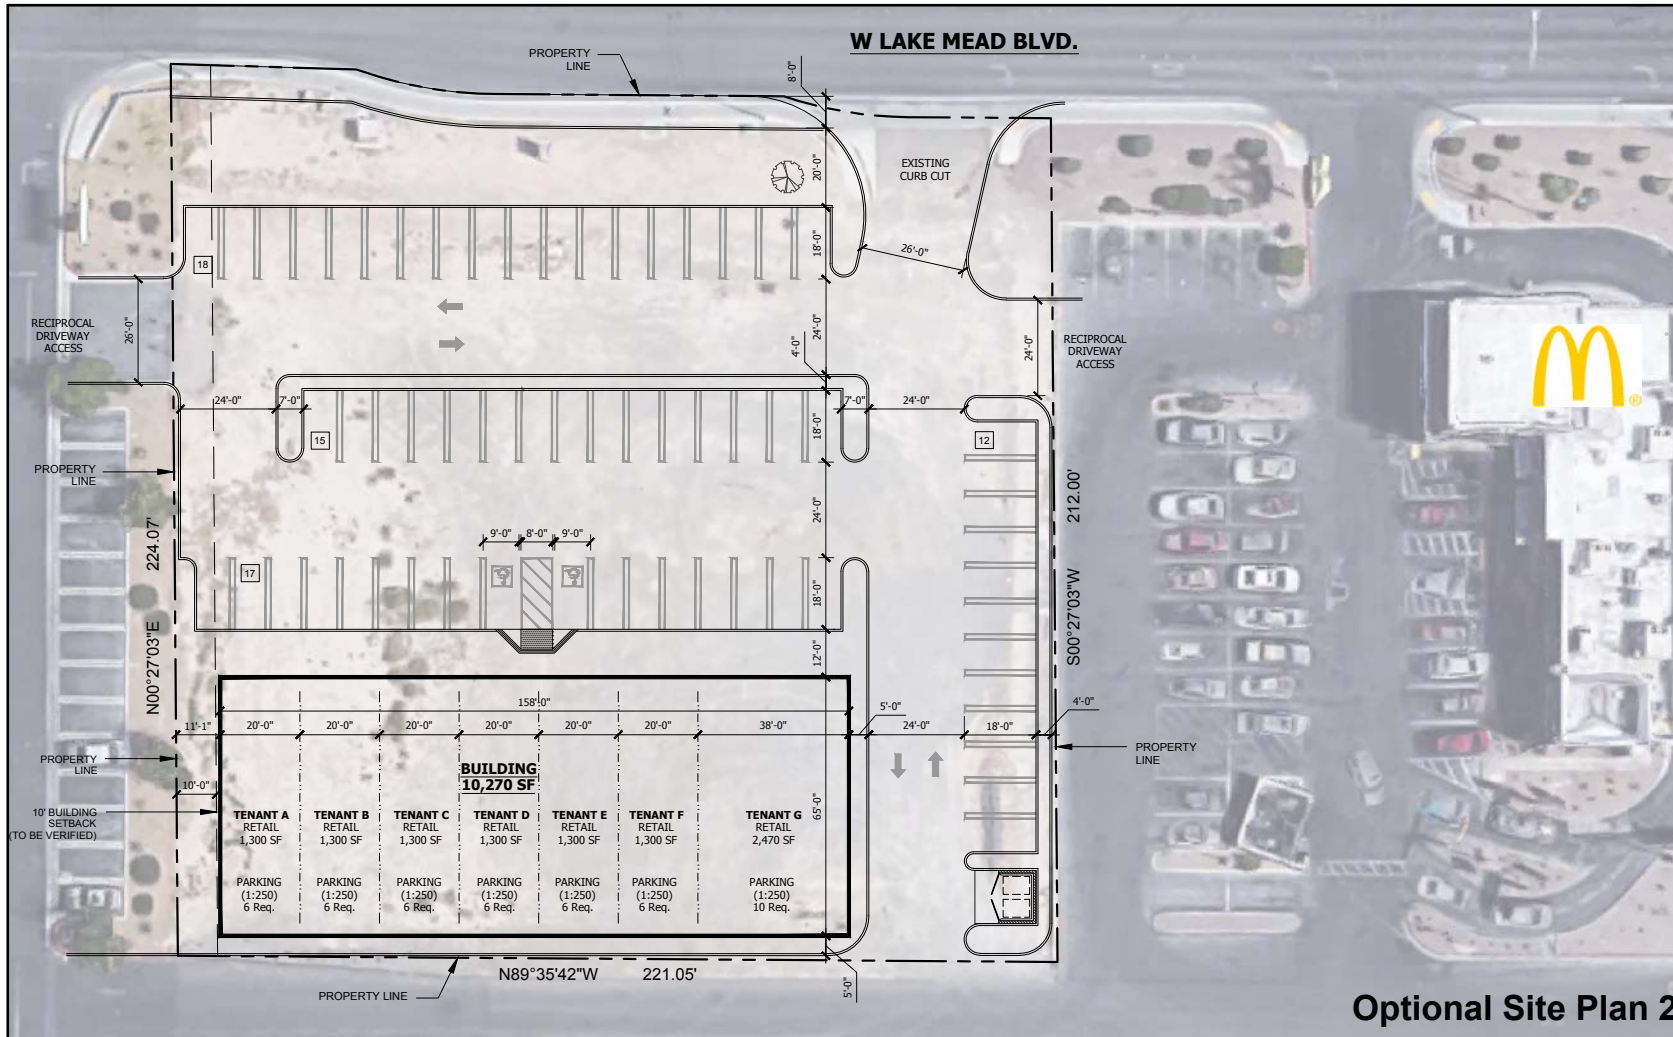 W LAKE MEAD BLVD.
PROPERTY
LINE
8'-0"
20'-0"
EXISTING
CURB CUT
18'-0"
26'-0"
18
RECIPROCAL
DRIVEWAY
ACCESS
26'-0"
24'-0"
4'-0"
24'-0"
RECIPROCAL
DRIVEWAY
ACCESS
®
24'-0"
7'-0"
7'-0"
24'-0"
15
18'-0"
12
PROPERTY
LINE
N00°27'03"E 224.07'
24'-0"
S00°27'03"W 212.00'
9'-0"
8'-0"
9'-0"
17
18'-0"
12'-0"
158'-0"
11'-1"
20'-0"
20'-0"
20'-0"
20'-0"
20'-0"
20'-0"
38'-0"
5'-0"
24'-0"
18'-0"
4'-0"
PROPERTY
LINE
PROPERTY
LINE
10'-0"
BUILDING
10,270 SF
65'-0"
10' BUILDING
SETBACK
(TO BE VERIFIED)
TENANT A
RETAIL
1,300 SF
PARKING
(1:250)
6 Req.
TENANT B
RETAIL
1,300 SF
PARKING
(1:250)
6 Req.
TENANT C
RETAIL
1,300 SF
PARKING
(1:250)
6 Req.
TENANT D
RETAIL
1,300 SF
PARKING
(1:250)
6 Req.
TENANT E
RETAIL
1,300 SF
PARKING
(1:250)
6 Req.
TENANT F
RETAIL
1,300 SF
PARKING
(1:250)
6 Req.
TENANT G
RETAIL
2,470 SF
PARKING
(1:250)
10 Req.
N89°35'42"W 221.05'
5'-0"
PROPERTY LINE
Optional Site Plan 2